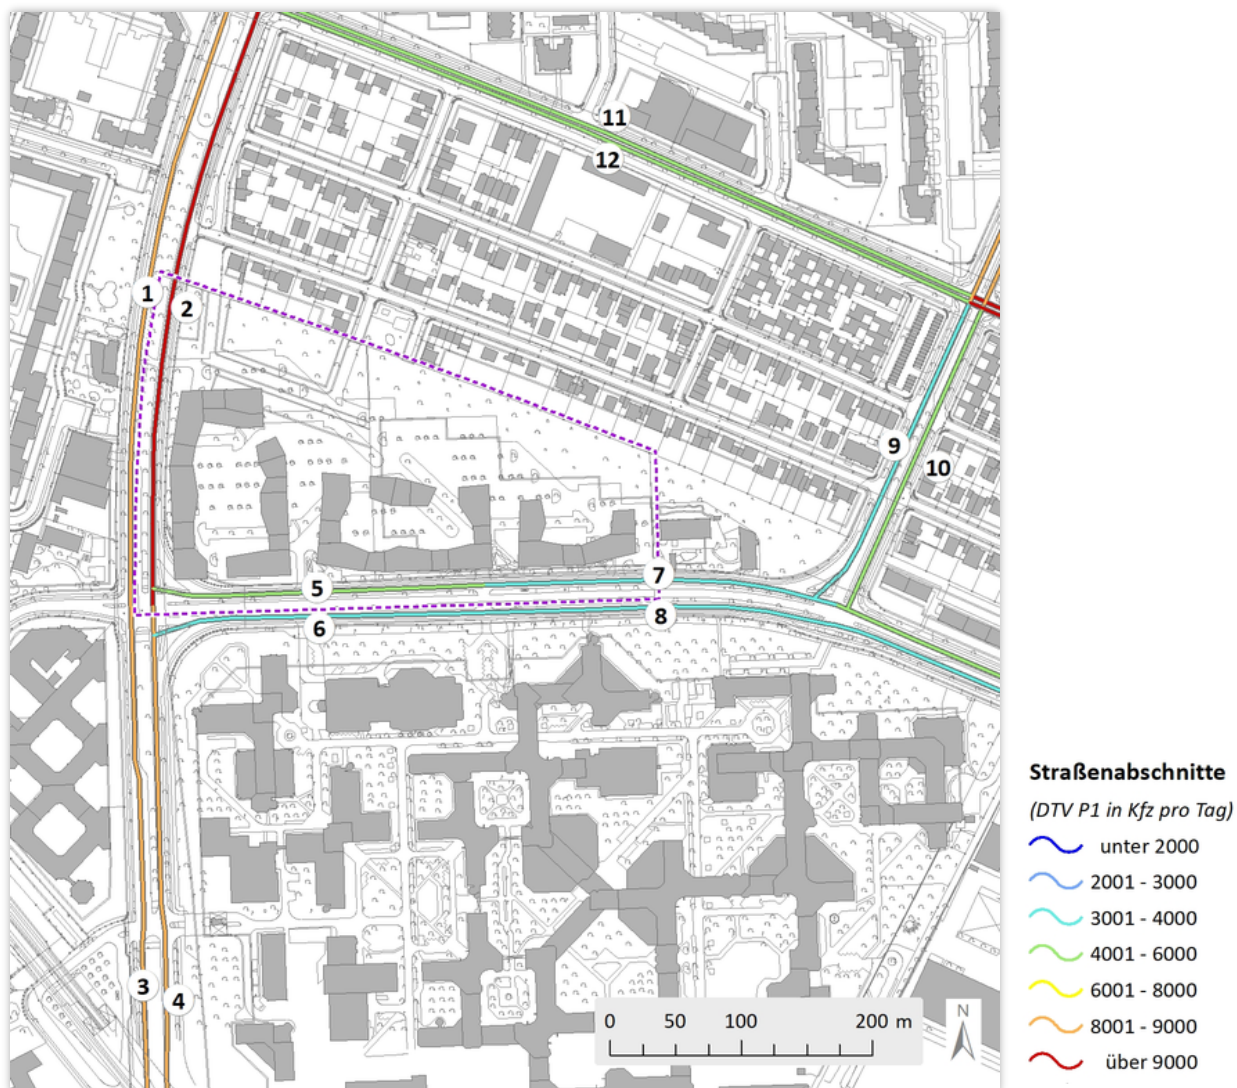 11
12
1
2
9
10
5
7
6
8
3
4
0 50 100 200 m
N
Straßenabschnitte
(DTV P1 in Kfz pro Tag)
unter 2000
2001 - 3000
3001 - 4000
4001 - 6000
6001 - 8000
8001 - 9000
über 9000